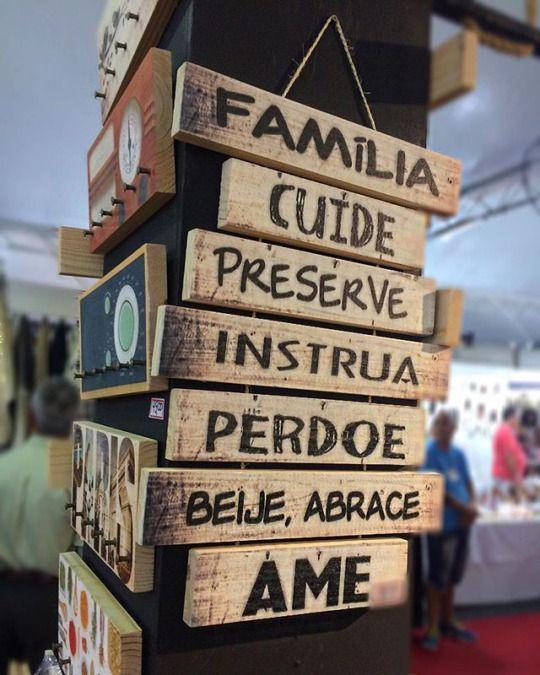 FAMÍLIA
CUIDE
PRESERVE
INSTRUA
PERDOE
BEIJE, ABRACE
AME